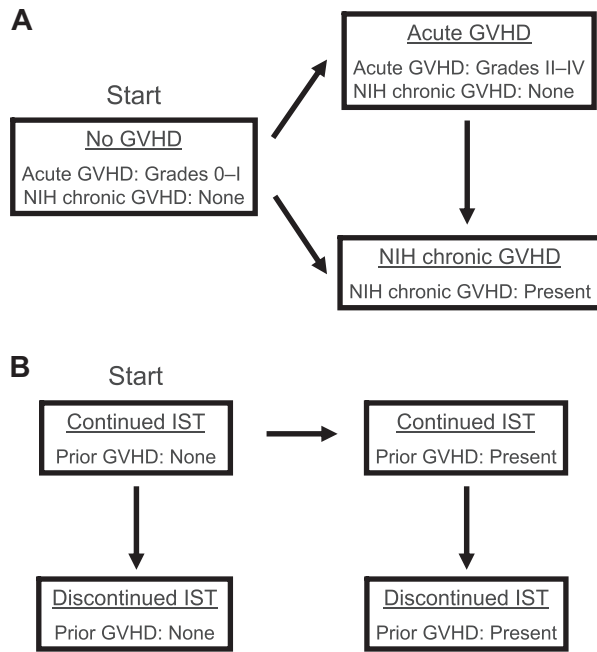 A
Start
No GVHD
Acute GVHD: Grades 0–I
NIH chronic GVHD: None
Acute GVHD
Acute GVHD: Grades II–IV
NIH chronic GVHD: None
NIH chronic GVHD
NIH chronic GVHD: Present
B
Start
Continued IST
Prior GVHD: None
Continued IST
Prior GVHD: Present
Discontinued IST
Prior GVHD: None
Discontinued IST
Prior GVHD: Present